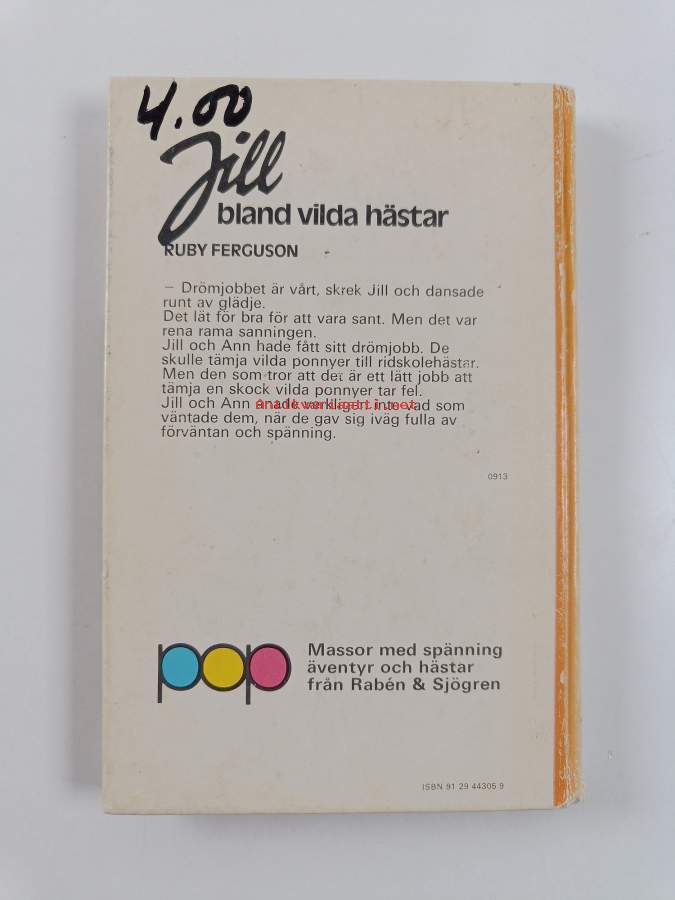 4.00
Jill
bland vilda hästar
RUBY FERGUSON
– Drömjobbet är vårt, skrek Jill och dansade
runt av glädje.
Det lät för bra för att vara sant. Men det var
rena rama sanningen.
Jill och Ann hade fått sitt drömjobb. De
skulle tämja vilda ponnyer till ridskolehästar.
Men den som tror att det är ett lätt jobb att
tämja en skock vilda ponnyer tar fel.
Jill och Ann anade verkligen inte vad som
väntade dem, när de gav sig iväg fulla av
förväntan och spänning.
0913
pop
Massor med spänning
äventyr och hästar
från Rabén & Sjögren
ISBN 91 29 44305 9